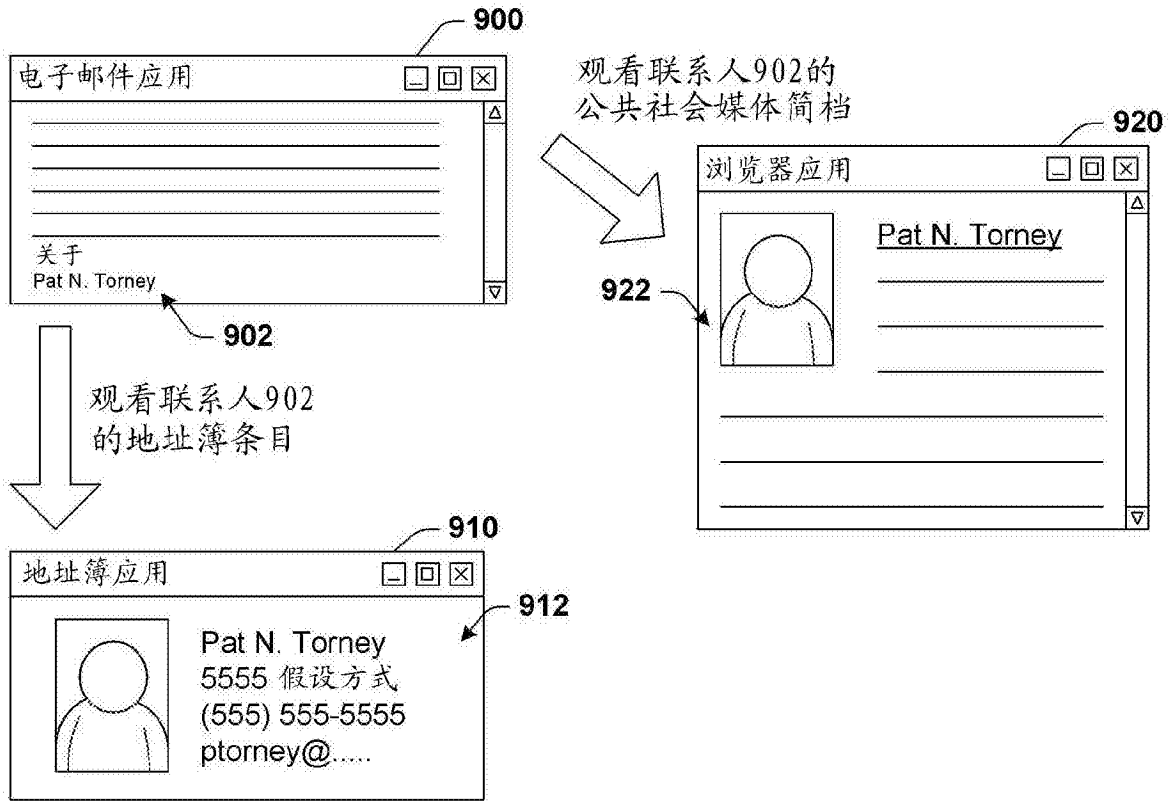 900
电子邮件应用
观看联系人902的
公共社会媒体简档
920
浏览器应用
关于
Pat N. Torney
902
Pat N. Torney
922
观看联系人902
的地址簿条目
910
地址簿应用
912
Pat N. Torney
5555 假设方式
(555) 555-5555
ptorney@.....